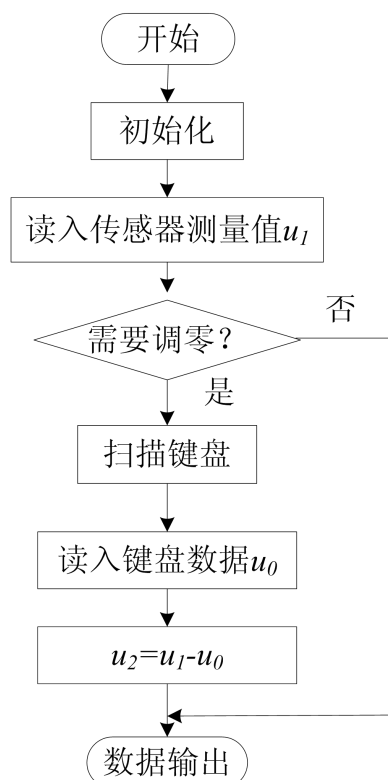 开始
初始化
读入传感器测量值u1
需要调零?
否
是
扫描键盘
读入键盘数据u0
u2=u1-u0
数据输出